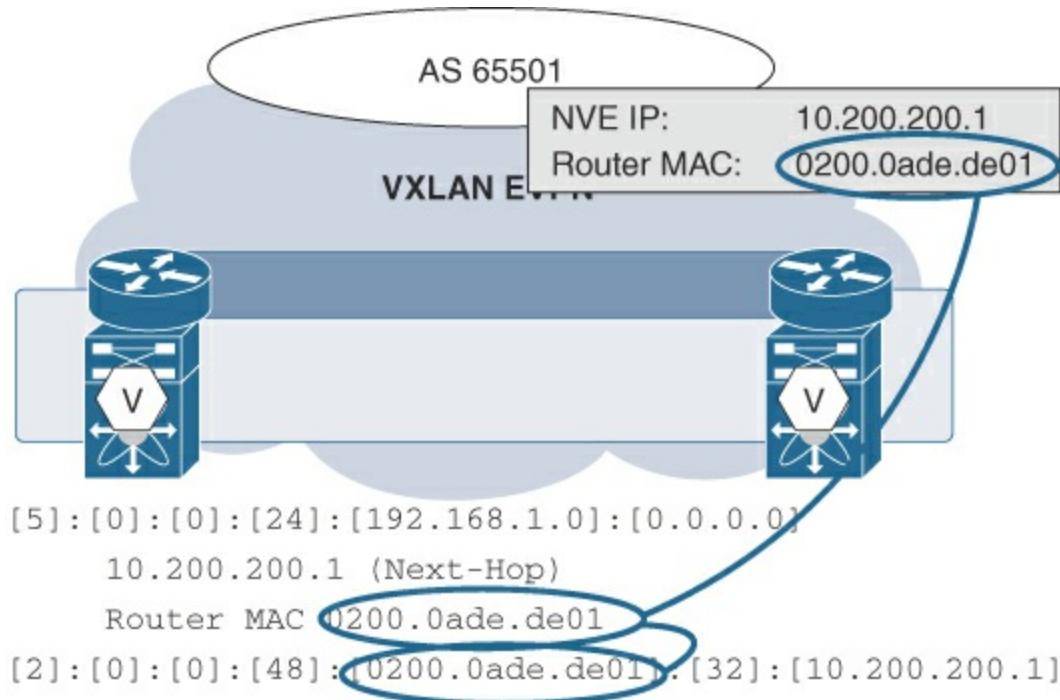 AS 65501
NVE IP: 10.200.200.1
Router MAC: 0200.0ade.de01
VXLAN EVPN
V
V
[5]:[0]:[0]:[24]:[192.168.1.0]:[0.0.0.0]
10.200.200.1 (Next-Hop)
Router MAC 0200.0ade.de01
[2]:[0]:[0]:[48]:[0200.0ade.de01]:[32]:[10.200.200.1]